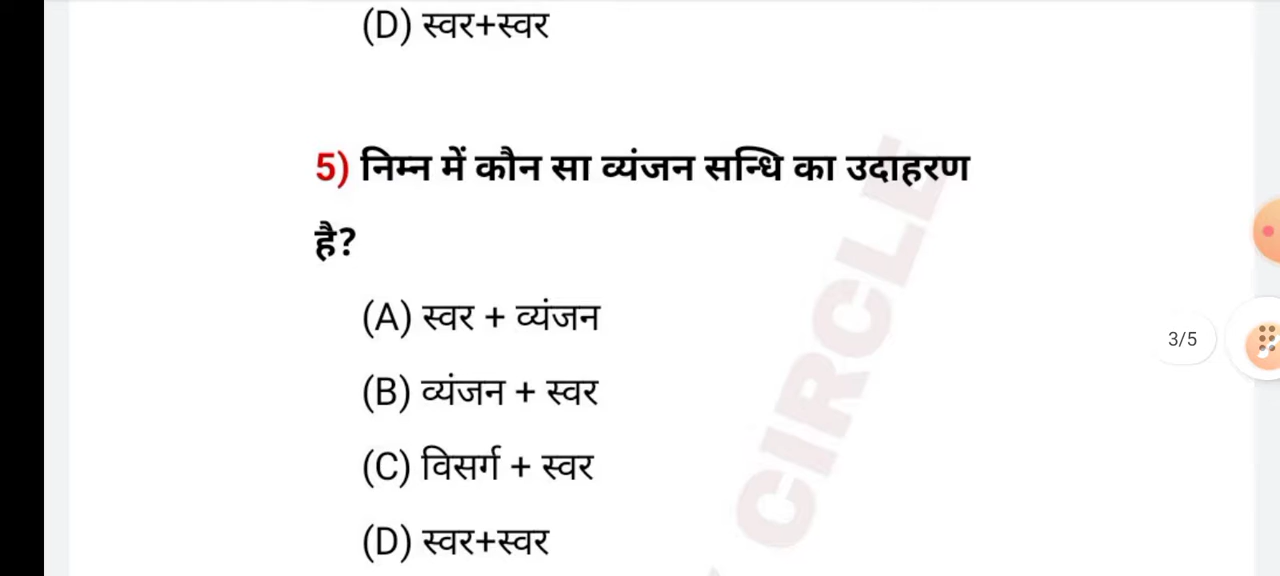 (D) स्वर+स्वर
5) निम्न में कौन सा व्यंजन सन्धि का उदाहरण
है?
(A) स्वर + व्यंजन
(B) व्यंजन + स्वर
(C) विसर्ग + स्वर
(D) स्वर+स्वर
CIRCLE
3/5